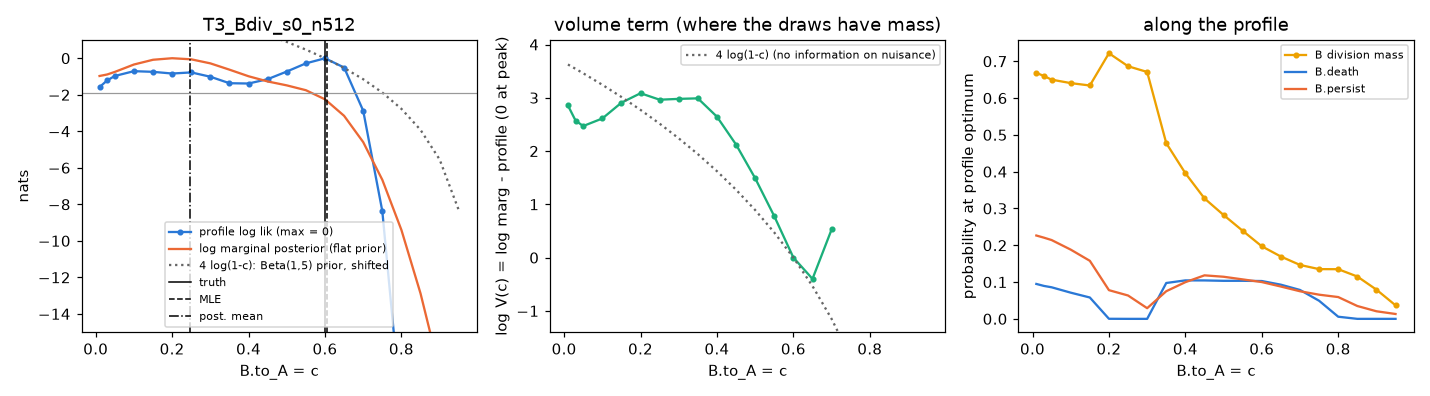 T3_Bdiv_s0_n512
nats
0
−2
−4
−6
−8
−10
−12
−14
profile log lik (max = 0)
log marginal posterior (flat prior)
4 log(1-c): Beta(1,5) prior, shifted
truth
MLE
post. mean
0.0 0.2 0.4 0.6 0.8
B.to_A = c
volume term (where the draws have mass)
log V(c) = log marg - profile (0 at peak)
4
3
2
1
0
−1
4 log(1-c) (no information on nuisance)
0.0 0.2 0.4 0.6 0.8
B.to_A = c
along the profile
probability at profile optimum
0.7
0.6
0.5
0.4
0.3
0.2
0.1
0.0
B division mass
B.death
B.persist
0.0 0.2 0.4 0.6 0.8
B.to_A = c